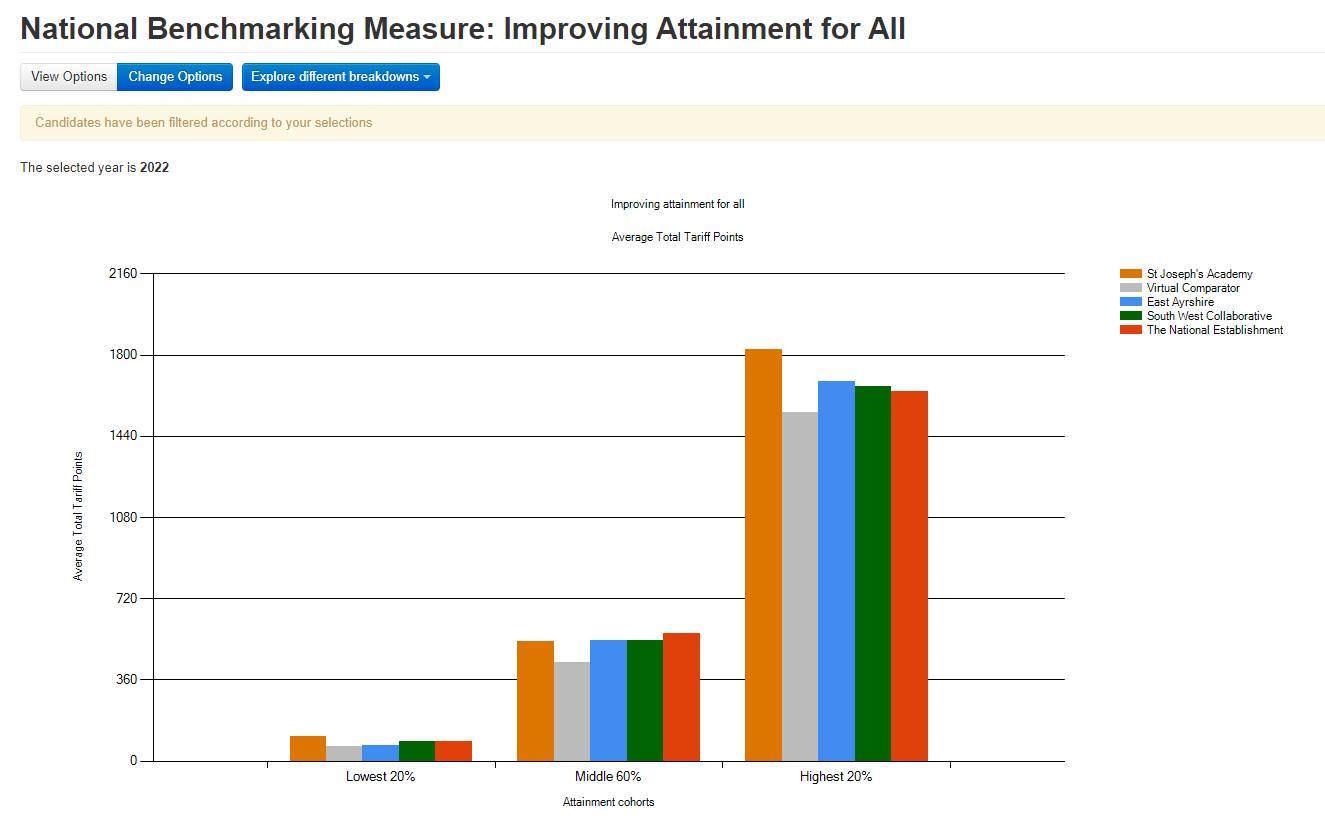 National Benchmarking Measure: Improving Attainment for All
View Options Change Options Explore different breakdowns
Candidates have been filtered according to your selections
The selected year is 2022
Improving attainment for all
Average Total Tariff Points
2160
1800
1440
1080
720
360
0
Average Total Tariff Points
Lowest 20% Middle 60% Highest 20%
Attainment cohorts
St Joseph's Academy
Virtual Comparator
East Ayrshire
South West Collaborative
The National Establishment